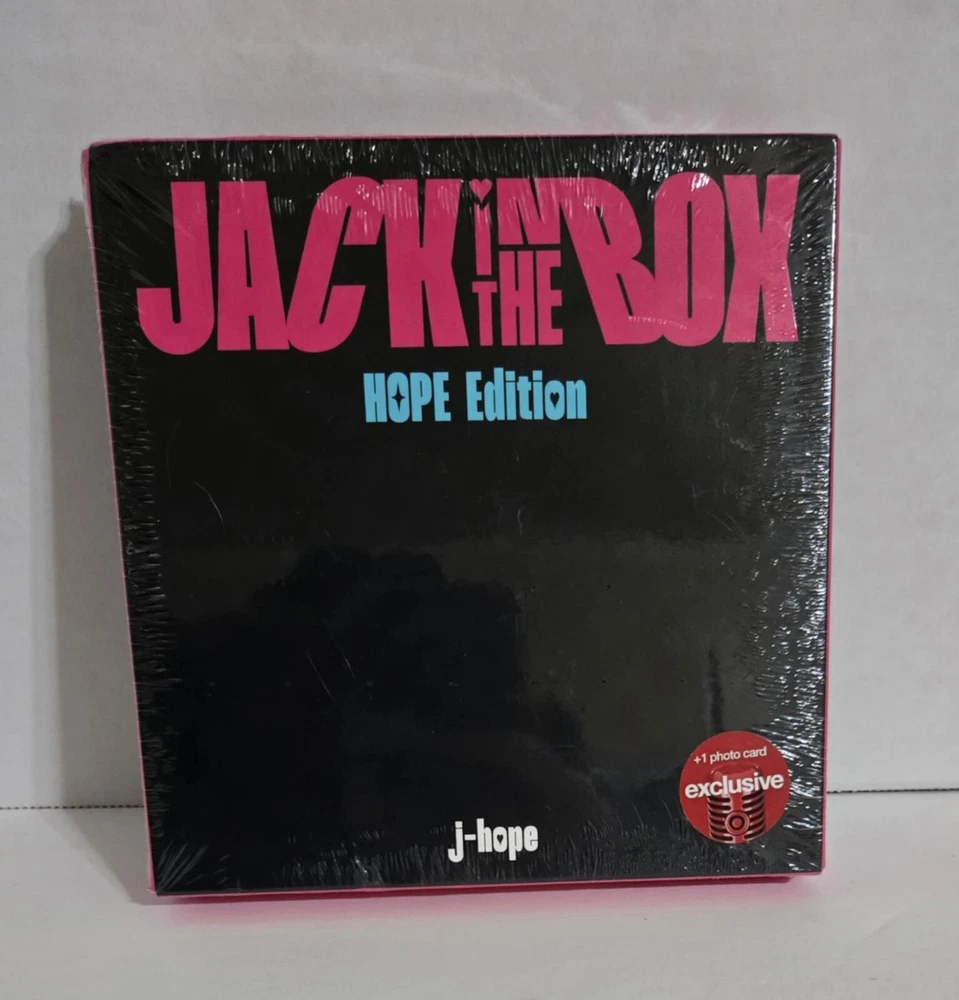 JACK iN THE BOX
HOPE Edition
+1 photo card
exclusive
j-hope